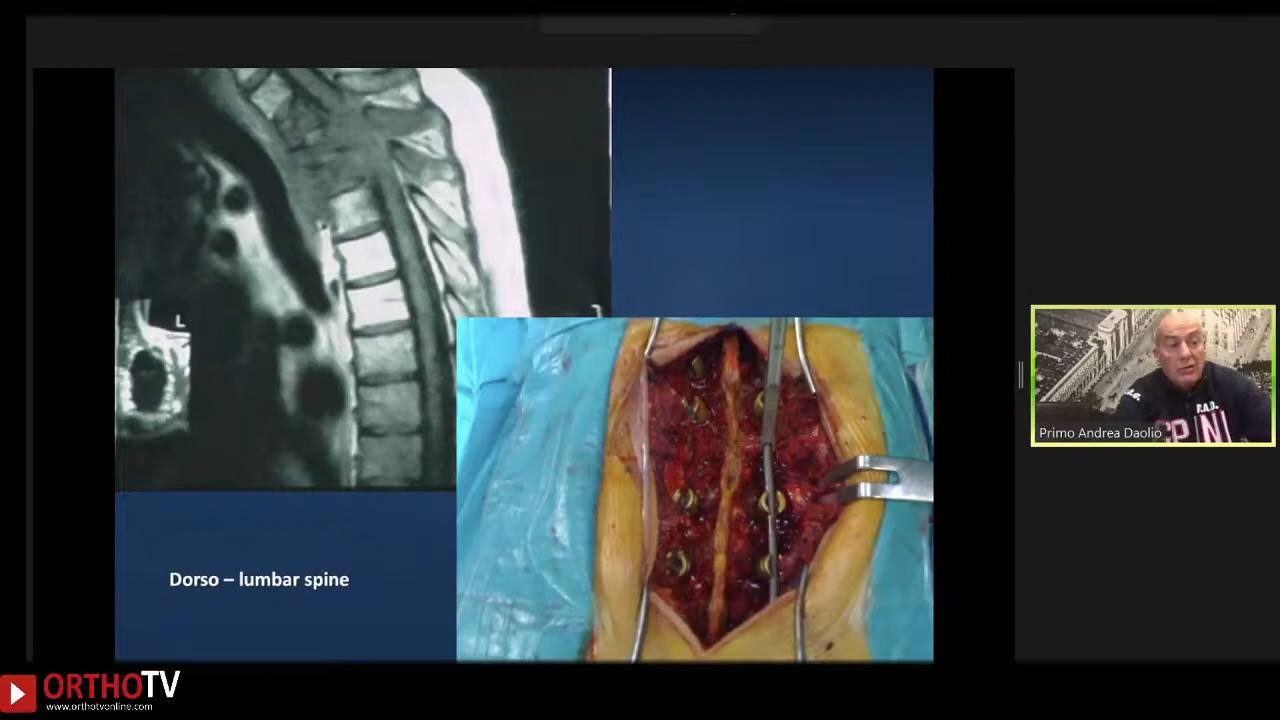 L
Dorso – lumbar spine
Primo Andrea Daolio
P.A.D.
ORTHOTV
www.orthotvonline.com